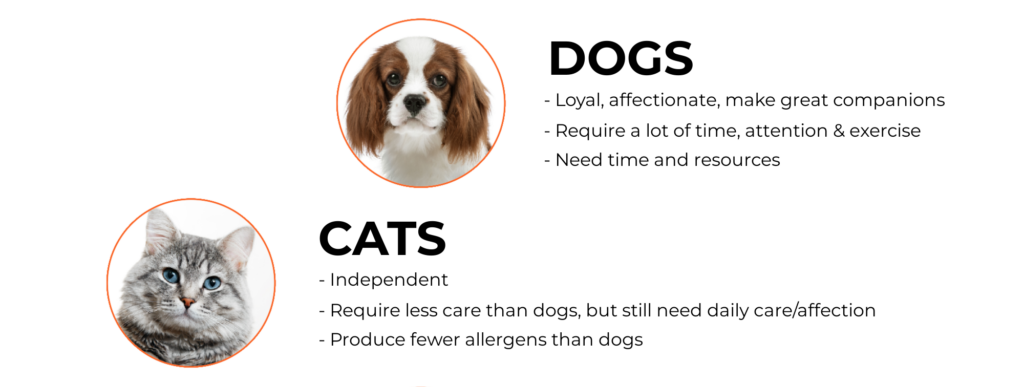 DOGS
- Loyal, affectionate, make great companions
- Require a lot of time, attention & exercise
- Need time and resources
CATS
- Independent
- Require less care than dogs, but still need daily care/affection
- Produce fewer allergens than dogs